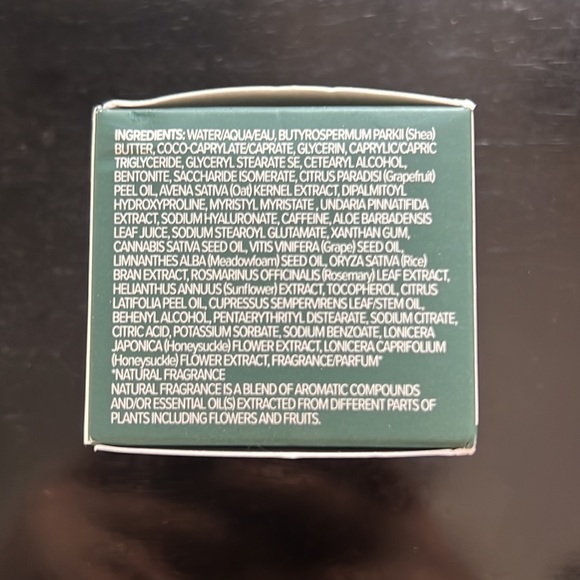 INGREDIENTS: WATER/AQUA/EAU, BUTYROSPERMUM PARKII (Shea)
BUTTER, COCO-CAPRYLATE/CAPRATE, GLYCERIN, CAPRYLIC/CAPRIC
TRIGLYCERIDE, GLYCERYL STEARATE SE, CETEARYL ALCOHOL,
BENTONITE, SACCHARIDE ISOMERATE, CITRUS PARADISI (Grapefruit)
PEEL OIL, AVENA SATIVA (Oat) KERNEL EXTRACT, DIPALMITOYL
HYDROXYPROLINE, MYRISTYL MYRISTATE , UNDARIA PINNATIFIDA
EXTRACT, SODIUM HYALURONATE, CAFFEINE, ALOE BARBADENSIS
LEAF JUICE, SODIUM STEAROYL GLUTAMATE, XANTHAN GUM,
CANNABIS SATIVA SEED OIL, VITIS VINIFERA (Grape) SEED OIL,
LIMNANTHES ALBA (Meadowfoam) SEED OIL, ORYZA SATIVA (Rice)
BRAN EXTRACT, ROSMARINUS OFFICINALIS (Rosemary) LEAF EXTRACT,
HELIANTHUS ANNUUS (Sunflower) EXTRACT, TOCOPHEROL, CITRUS
LATIFOLIA PEEL OIL, CUPRESSUS SEMPERVIRENS LEAF/STEM OIL,
BEHENYL ALCOHOL, PENTAERYTHRITYL DISTEARATE, SODIUM CITRATE,
CITRIC ACID, POTASSIUM SORBATE, SODIUM BENZOATE, LONICERA
JAPONICA (Honeysuckle) FLOWER EXTRACT, LONICERA CAPRIFOLIUM
(Honeysuckle) FLOWER EXTRACT, FRAGRANCE/PARFUM*
*NATURAL FRAGRANCE
NATURAL FRAGRANCE IS A BLEND OF AROMATIC COMPOUNDS
AND/OR ESSENTIAL OIL(S) EXTRACTED FROM DIFFERENT PARTS OF
PLANTS INCLUDING FLOWERS AND FRUITS.